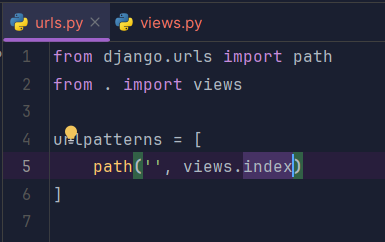 urls.py × views.py
1 from django.urls import path
2 from . import views
3
4 urlpatterns = [
5 path('', views.index)
6 ]
7